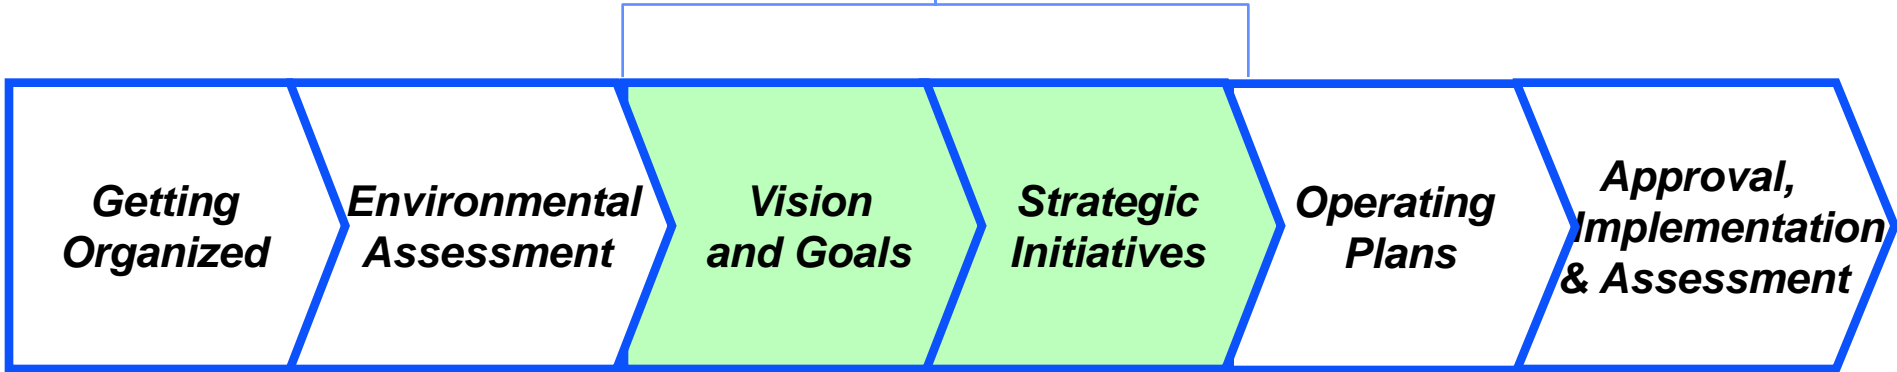 Getting
Organized
Environmental
Assessment
Vision
and Goals
Strategic
Initiatives
Operating
Plans
Approval,
Implementation
& Assessment